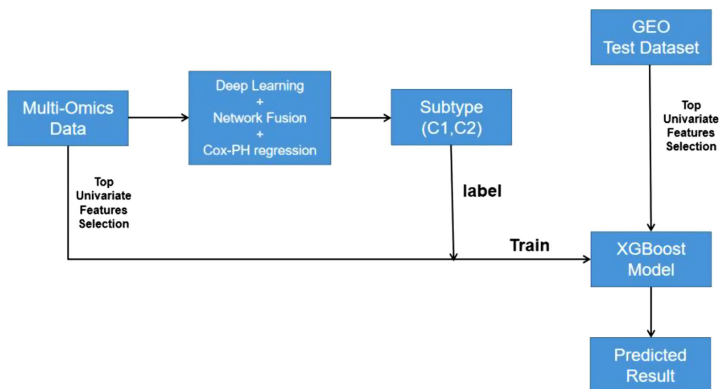 GEO
Test Dataset
Multi-Omics
Data
Deep Learning
+
Network Fusion
+
Cox-PH regression
Subtype
(C1,C2)
Top
Univariate
Features
Selection
Top
Univariate
Features
Selection
label
Train
XGBoost
Model
Predicted
Result